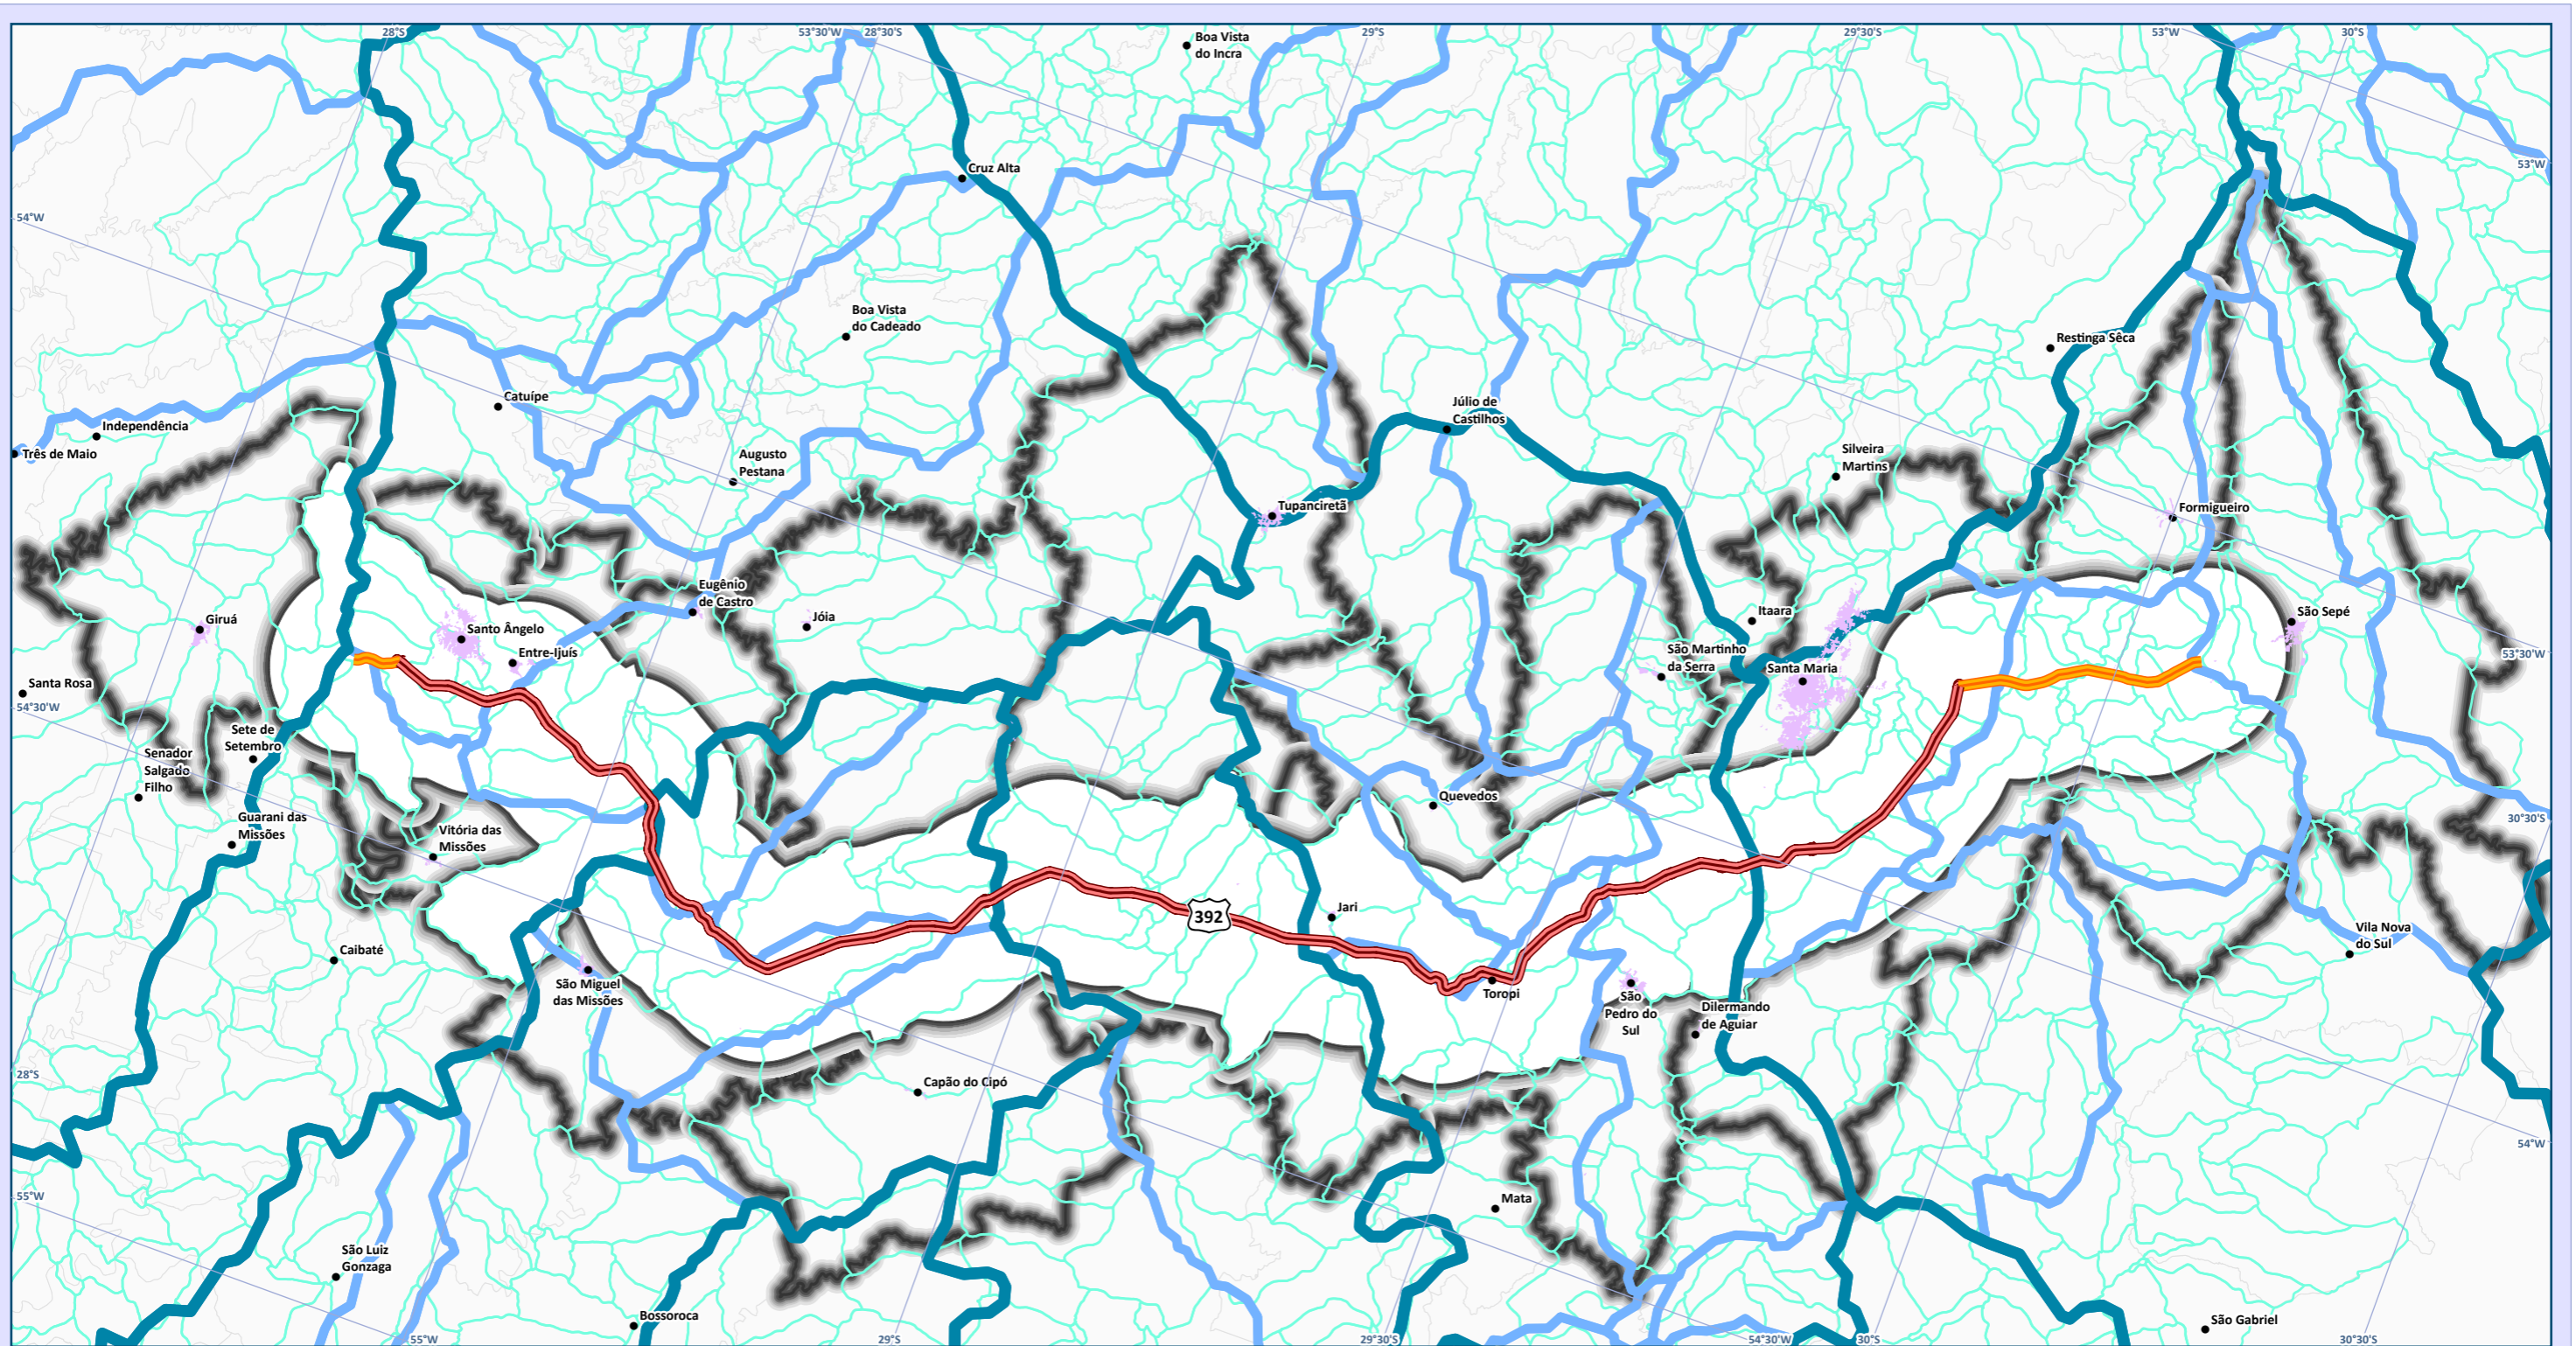 28°S
53°30'W
28°30'S
Boa Vista
do Incra
29°S
29°30'S
53°W
30°S
Cruz Alta
53°W
54°W
Boa Vista
do Cadeado
Restinga Sêca
Catuípe
Júlio de
Castilhos
Independência
Três de Maio
Augusto
Pestana
Silveira
Martins
Tupanciretã
Formigueiro
Eugênio
de Castro
Giruá
Jóia
Itaara
São Sepé
Santo Ângelo
Entre-Ijuís
São Martinho
da Serra
Santa Maria
53°30'W
Santa Rosa
54°30'W
Sete de
Setembro
Senador
Salgado
Filho
Quevedos
Guarani das
Missões
Vitória das
Missões
30°30'S
392
Jari
Vila Nova
do Sul
Caibaté
São Miguel
das Missões
Toropi
São
Pedro do
Sul
Dilermando
de Aguiar
28°S
Capão do Cipó
54°W
55°W
Mata
São Luiz
Gonzaga
Bossoroca
São Gabriel
55°W
29°S
29°30'S
54°30'W
30°S
30°30'S